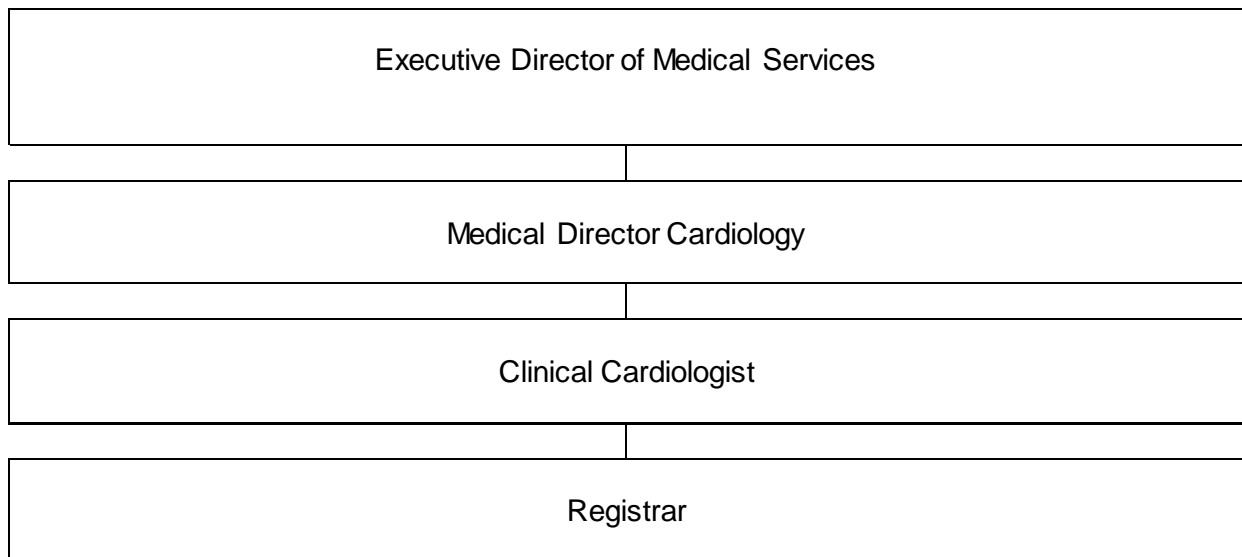 Executive Director of Medical Services
Medical Director Cardiology
Clinical Cardiologist
Registrar